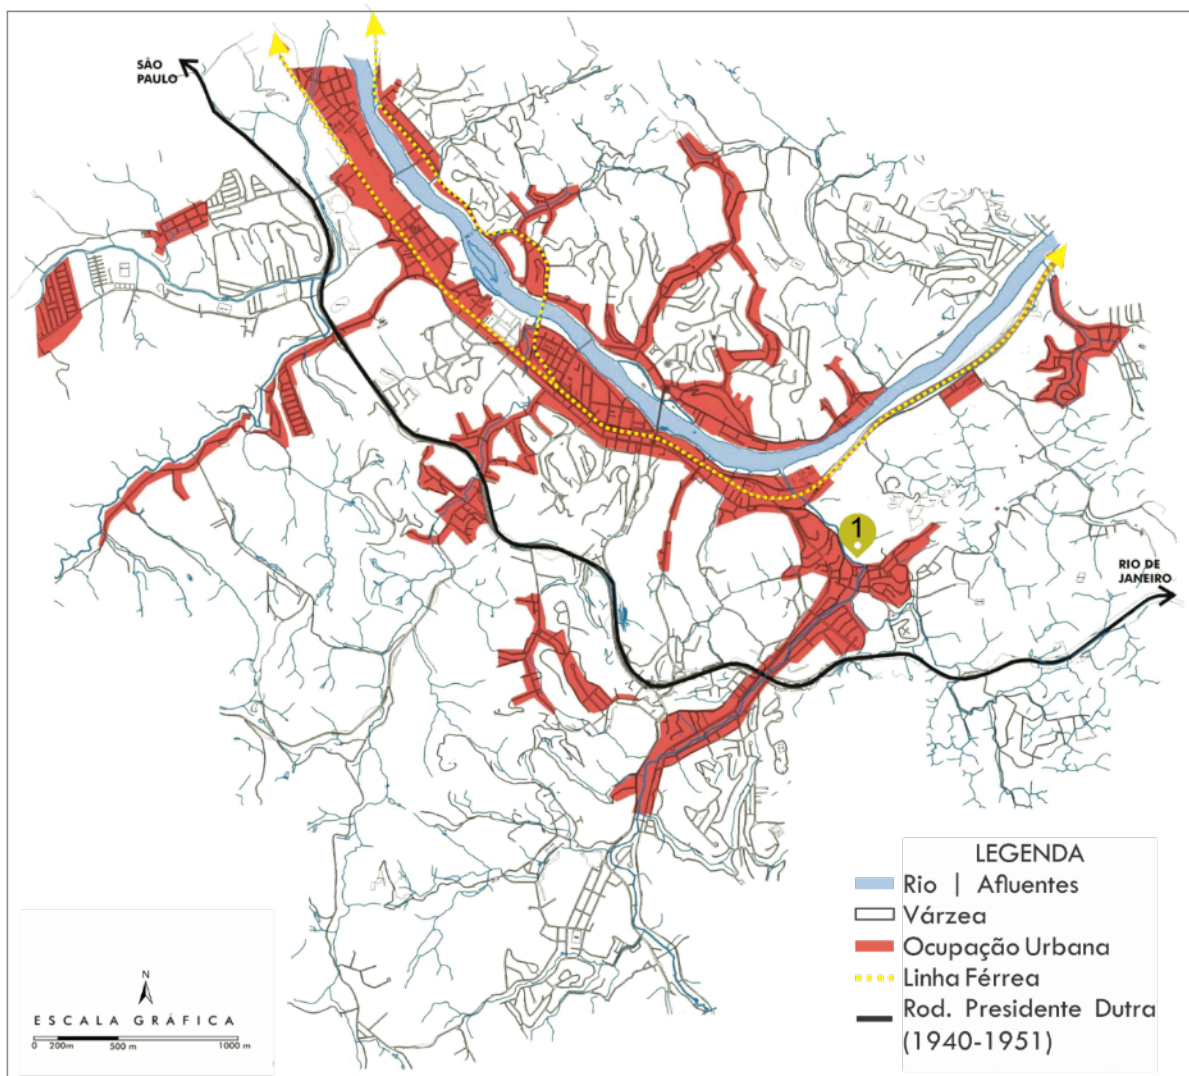 SÃO
PAULO
1
RIO DE
JANEIRO
LEGENDA
Rio | Afluentes
Várzea
Ocupação Urbana
Linha Férrea
Rod. Presidente Dutra
(1940-1951)
N
ESCALA GRÁFICA
0 200m 500 m 1000 m